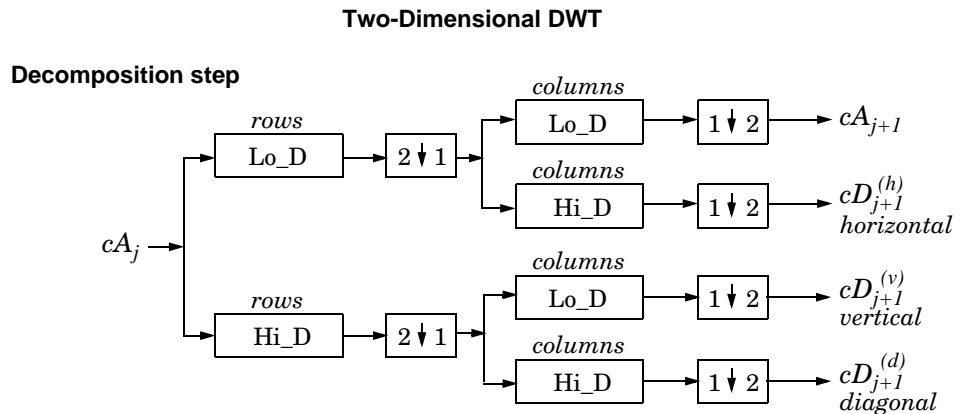 Two-Dimensional DWT
Decomposition step
columns
rows
Lo_D
1 ↓ 2
cA_{j+1}
Lo_D
2 ↓ 1
columns
Hi_D
1 ↓ 2
cD_{j+1}^{(h)}
horizontal
cA_j
columns
rows
Lo_D
1 ↓ 2
cD_{j+1}^{(v)}
vertical
Hi_D
2 ↓ 1
columns
Hi_D
1 ↓ 2
cD_{j+1}^{(d)}
diagonal